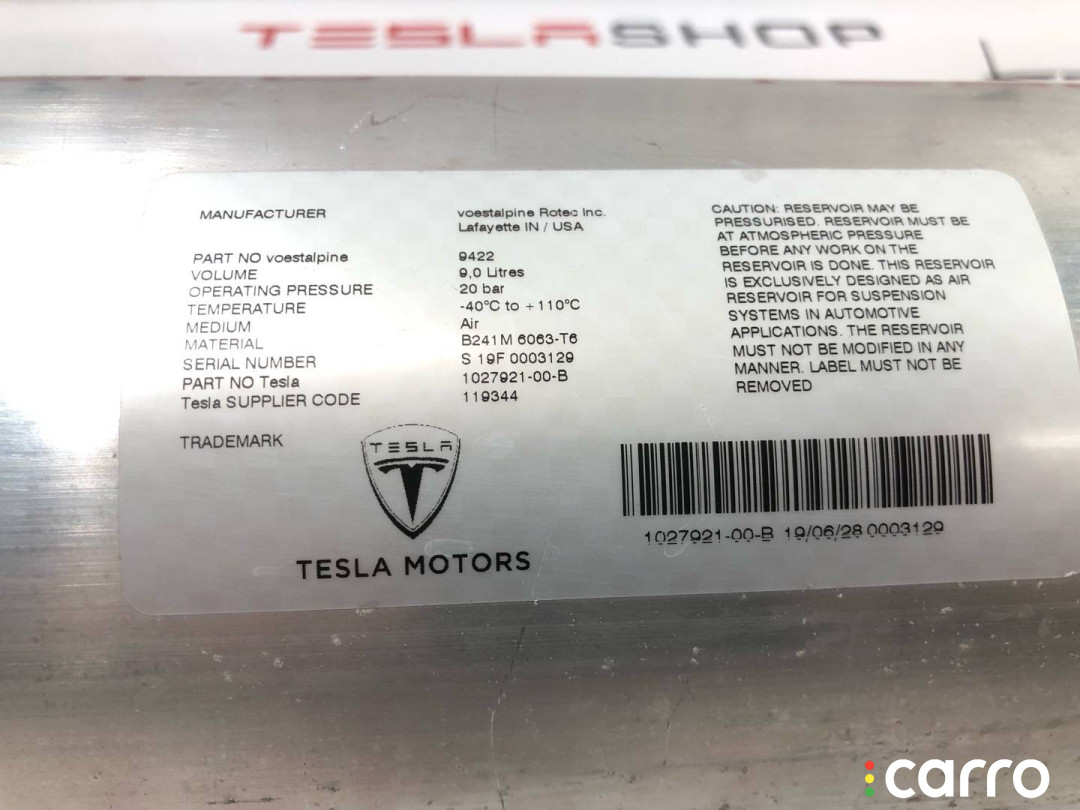 TESLASHOP
MANUFACTURER voestalpine Rotec Inc.
Lafayette IN / USA
PART NO voestalpine 9422
VOLUME 9,0 Litres
OPERATING PRESSURE 20 bar
TEMPERATURE -40°C to +110°C
MEDIUM Air
MATERIAL B241M 6063-T6
SERIAL NUMBER S 19F 0003129
PART NO Tesla 1027921-00-B
Tesla SUPPLIER CODE 119344
TRADEMARK
TESLA
TESLA MOTORS
CAUTION: RESERVOIR MAY BE
PRESSURISED. RESERVOIR MUST BE
AT ATMOSPHERIC PRESSURE
BEFORE ANY WORK ON THE
RESERVOIR IS DONE. THIS RESERVOIR
IS EXCLUSIVELY DESIGNED AS AIR
RESERVOIR FOR SUSPENSION
SYSTEMS IN AUTOMOTIVE
APPLICATIONS. THE RESERVOIR
MUST NOT BE MODIFIED IN ANY
MANNER. LABEL MUST NOT BE
REMOVED
1027921-00-B 19/06/28 0003129
carro